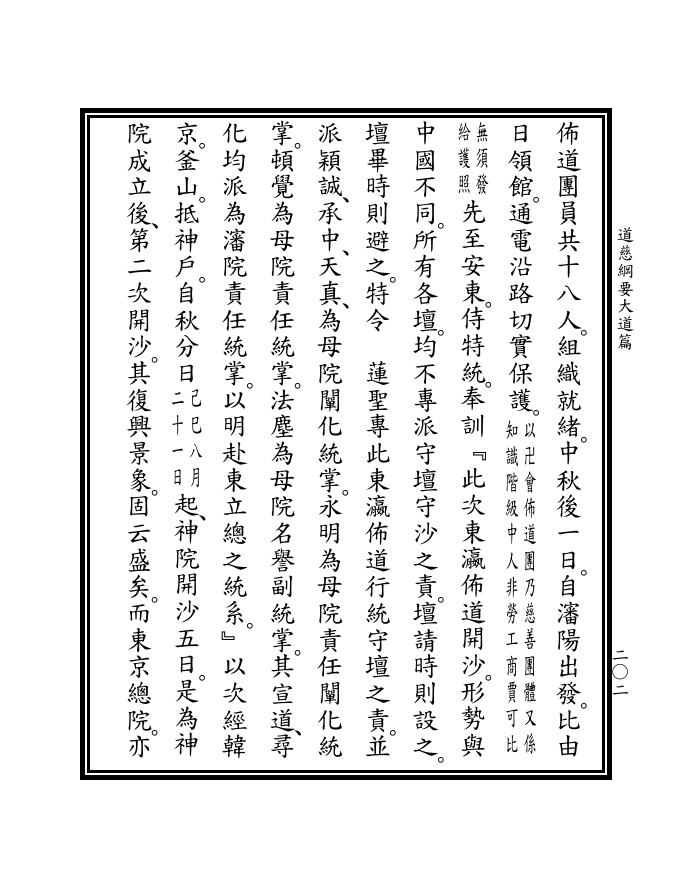 道慈綱要大道篇
二〇二
佈道團員共十八人。組織就緒。中秋後一日。自瀋陽出發。比由
日領館。通電沿路切實保護。以卍會佈道團乃慈善團體又係知識階級中人非勞工商賈可比
無須發給護照先至安東。侍特統。奉訓『此次東瀛佈道開沙。形勢與
中國不同。所有各壇。均不專派守壇守沙之責。壇請時則設之。
壇畢時則避之。特令　蓮聖專此東瀛佈道行統守壇之責。並
派穎誠、承中、天真、為母院闡化統掌。永明為母院責任闡化統
掌。頓覺為母院責任統掌。法塵為母院名譽副統掌。其宣道、尋
化均派為瀋院責任統掌。以明赴東立總之統系。』以次經韓
京。釜山。抵神戶。自秋分日己巳八月二十一日起、神院開沙五日。是為神
院成立後、第二次開沙。其復興景象。固云盛矣。而東京總院。亦